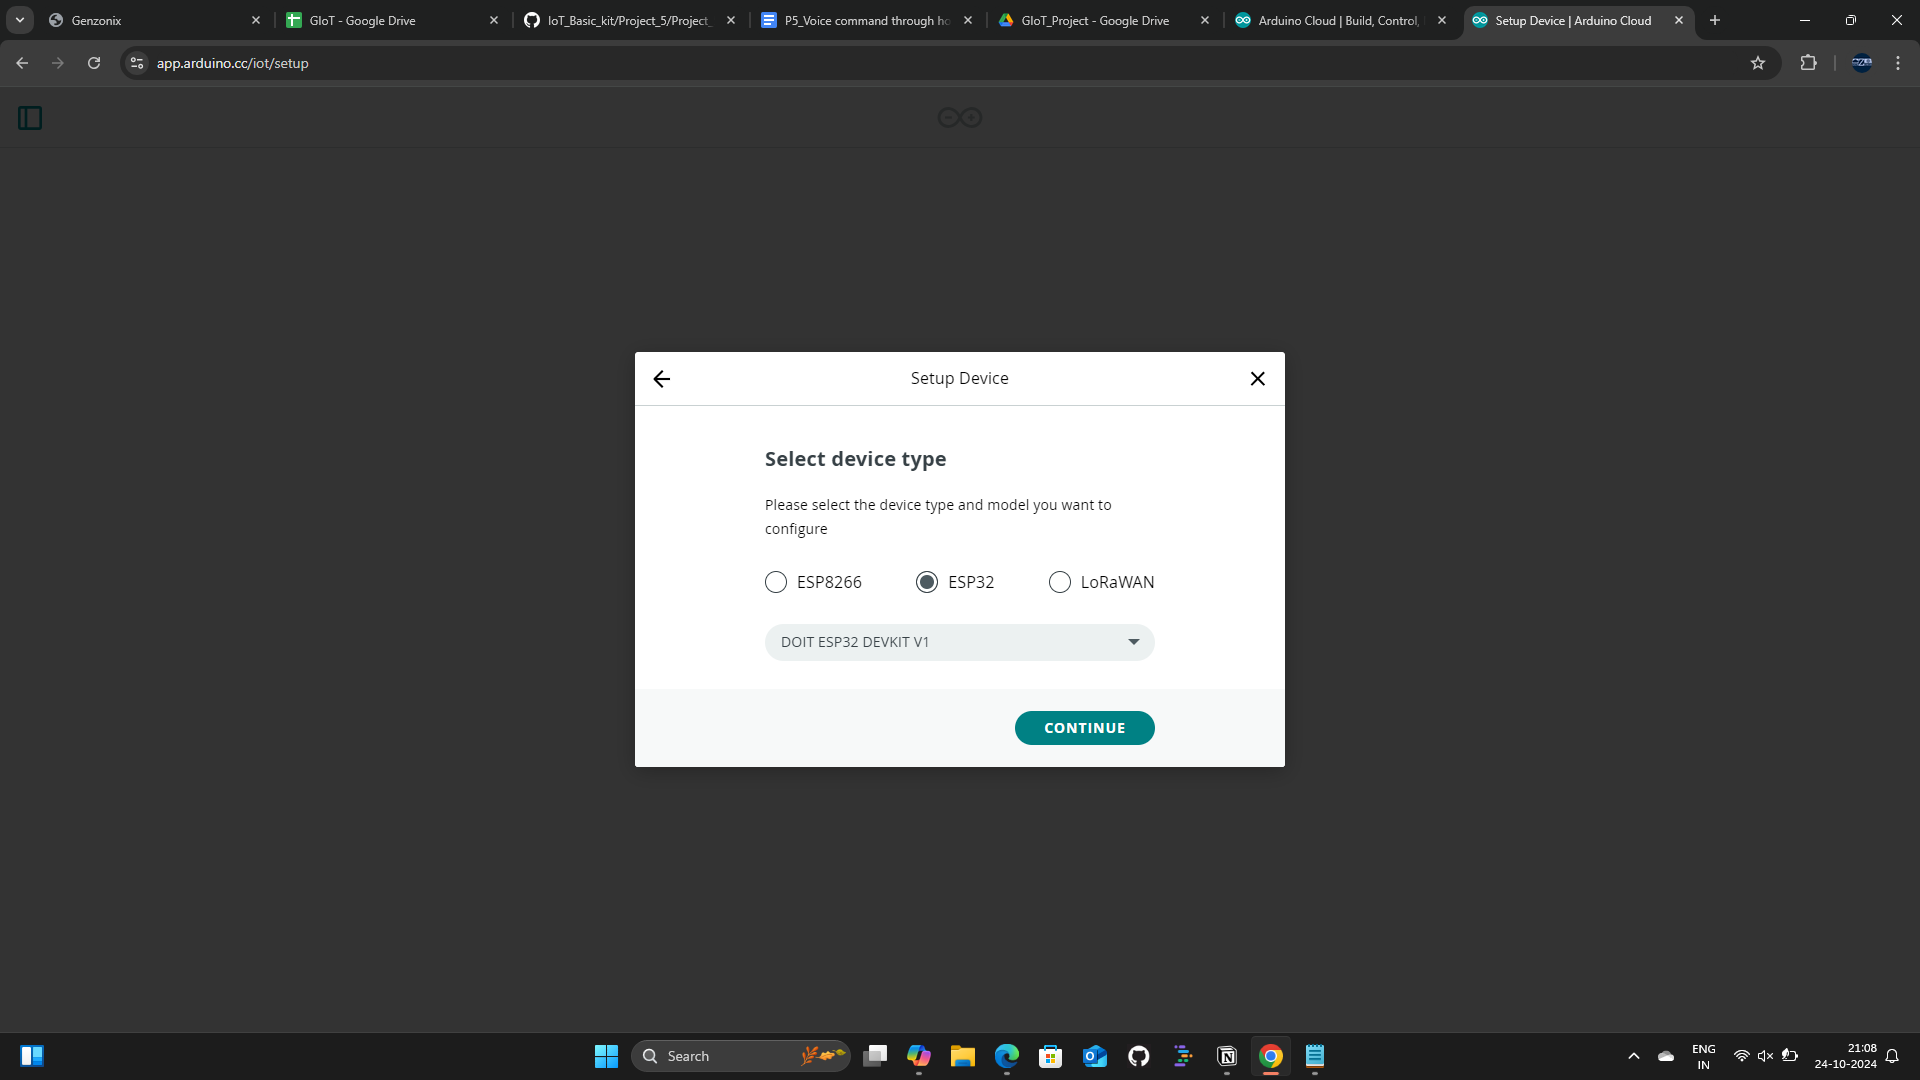 Genzonix
GIoT - Google Drive
IoT_Basic_kit/Project_5/Project_
P5_Voice command through ho
GIoT_Project - Google Drive
Arduino Cloud | Build, Control,
Setup Device | Arduino Cloud
app.arduino.cc/iot/setup
Setup Device
Select device type
Please select the device type and model you want to
configure
ESP8266
ESP32
LoRaWAN
DOIT ESP32 DEVKIT V1
CONTINUE
Search
ENG
IN
21:08
24-10-2024